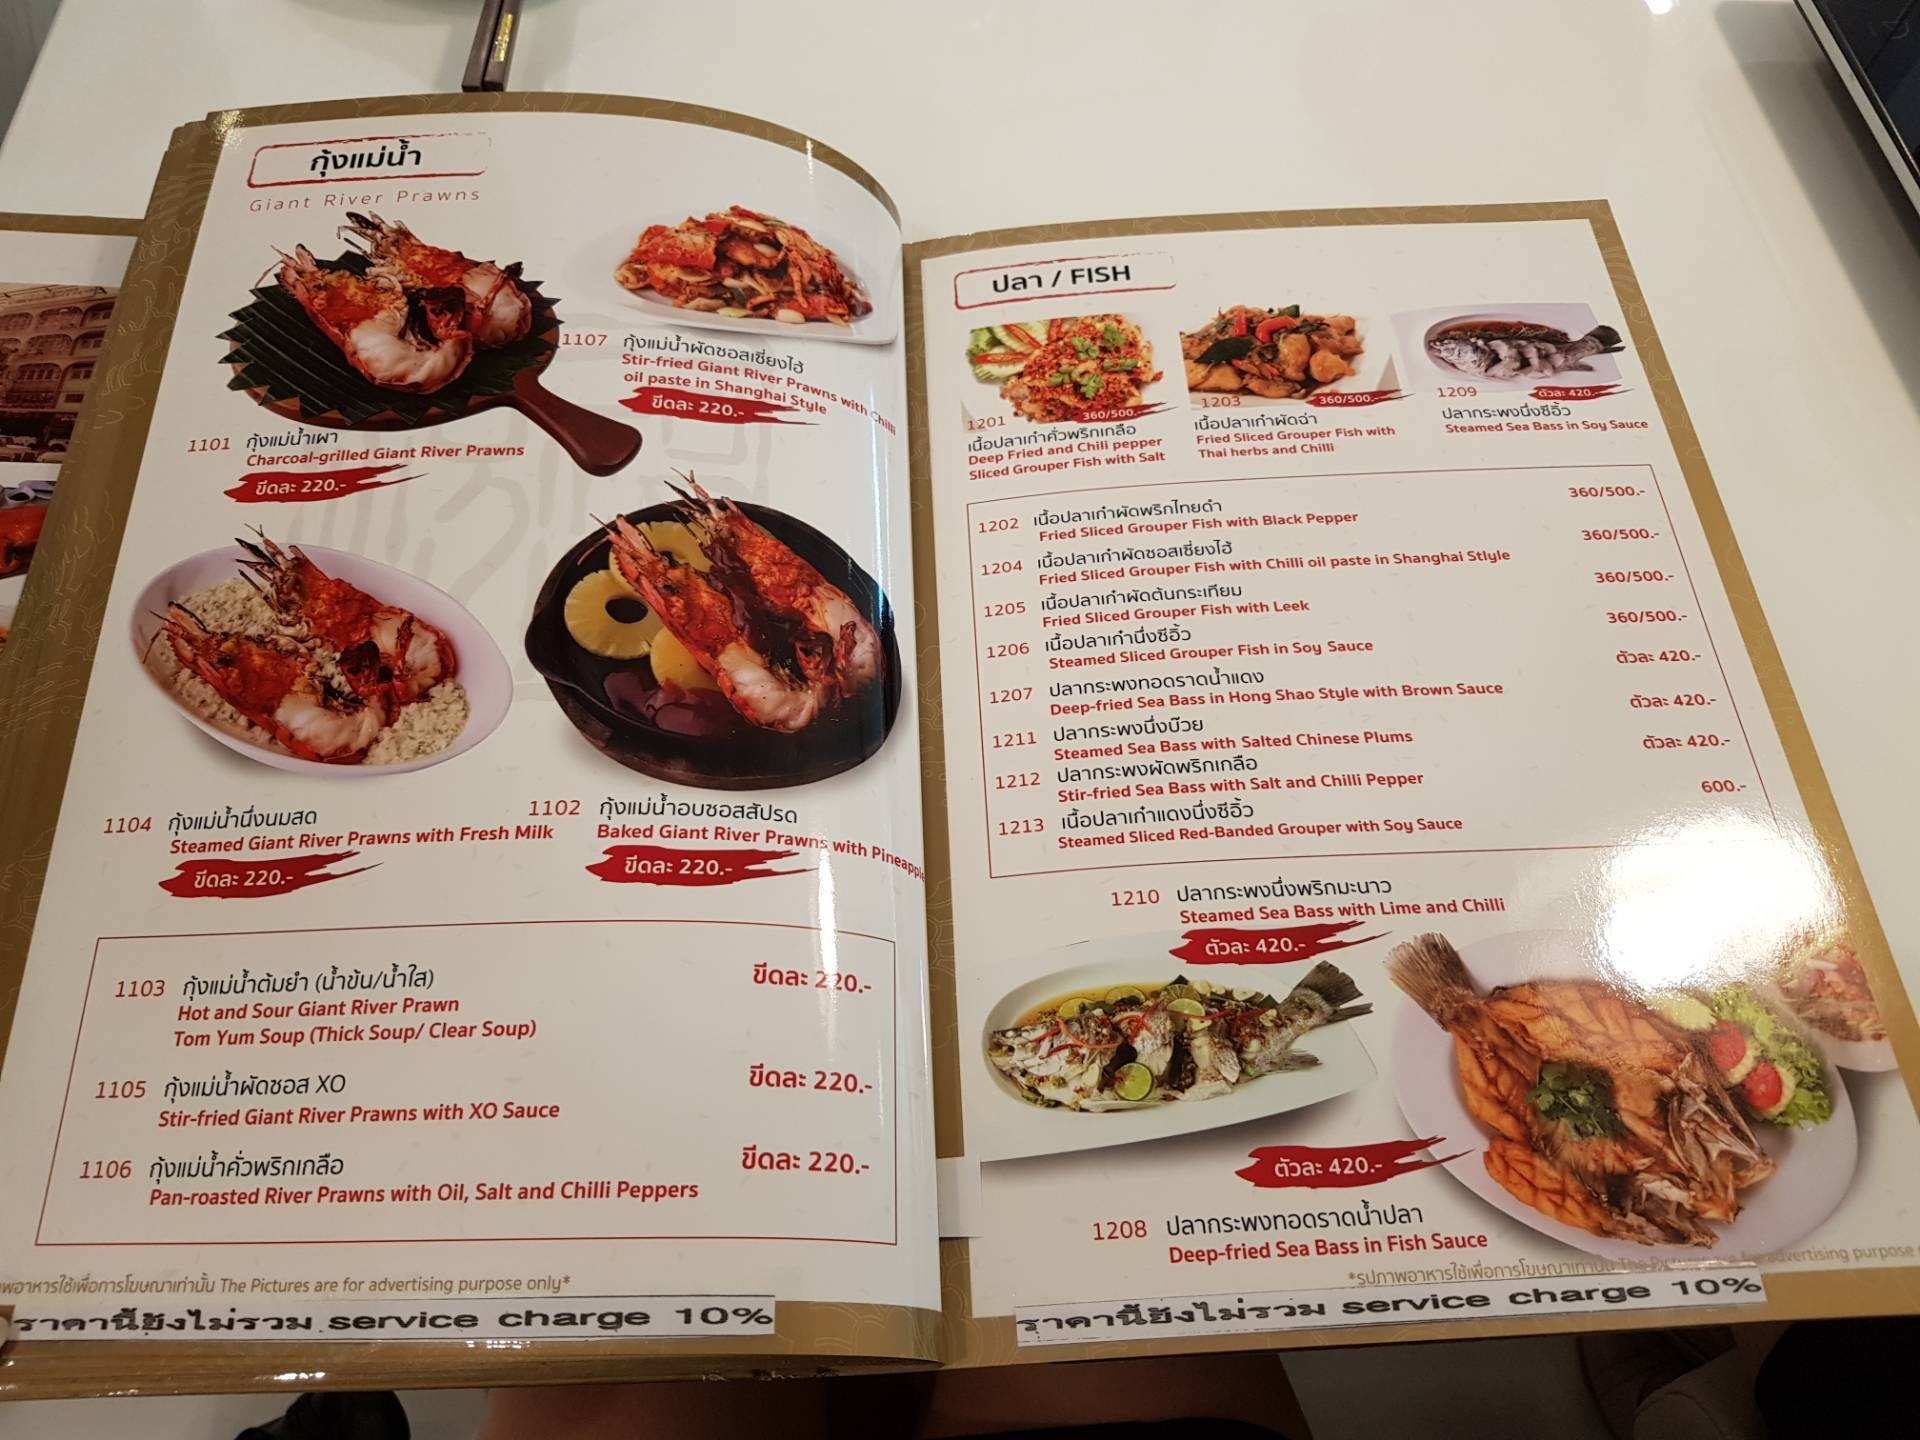 กุ้งแม่น้ำ
Giant River Prawns
1107 กุ้งแม่น้ำผัดซอสเซี่ยงไฮ้
Stir-fried Giant River Prawns with Chilli
oil paste in Shanghai Style
ขีดละ 220.-
1101 กุ้งแม่น้ำเผา
Charcoal-grilled Giant River Prawns
ขีดละ 220.-
1104 กุ้งแม่น้ำนึ่งนมสด
Steamed Giant River Prawns with Fresh Milk
ขีดละ 220.-
1102 กุ้งแม่น้ำอบซอสสัปรด
Baked Giant River Prawns with Pineapple
ขีดละ 220.-
1103 กุ้งแม่น้ำต้มยำ (น้ำข้น/น้ำใส) ขีดละ 220.-
Hot and Sour Giant River Prawn
Tom Yum Soup (Thick Soup/ Clear Soup)
1105 กุ้งแม่น้ำผัดซอส XO ขีดละ 220.-
Stir-fried Giant River Prawns with XO Sauce
1106 กุ้งแม่น้ำคั่วพริกเกลือ ขีดละ 220.-
Pan-roasted River Prawns with Oil, Salt and Chilli Peppers
พอาหารใช้เพื่อการโฆษณาเท่านั้น The Pictures are for advertising purpose only*
ราคานี้ยังไม่รวม service charge 10%
ปลา / FISH
1201 360/500.-
เนื้อปลาเก๋าคั่วพริกเกลือ
Deep Fried and Chili pepper
Sliced Grouper Fish with Salt
1203 360/500.-
เนื้อปลาเก๋าผัดฉ่า
Fried Sliced Grouper Fish with
Thai herbs and Chilli
1209 ตัวละ 420.-
ปลากระพงนึ่งซีอิ้ว
Steamed Sea Bass in Soy Sauce
1202 เนื้อปลาเก๋าผัดพริกไทยดำ 360/500.-
Fried Sliced Grouper Fish with Black Pepper
1204 เนื้อปลาเก๋าผัดซอสเซี่ยงไฮ้ 360/500.-
Fried Sliced Grouper Fish with Chilli oil paste in Shanghai Stlyle
1205 เนื้อปลาเก๋าผัดต้นกระเทียม 360/500.-
Fried Sliced Grouper Fish with Leek
1206 เนื้อปลาเก๋านึ่งซีอิ้ว 360/500.-
Steamed Sliced Grouper Fish in Soy Sauce
1207 ปลากระพงทอดราดน้ำแดง ตัวละ 420.-
Deep-fried Sea Bass in Hong Shao Style with Brown Sauce
1211 ปลากระพงนึ่งบ๊วย ตัวละ 420.-
Steamed Sea Bass with Salted Chinese Plums
1212 ปลากระพงผัดพริกเกลือ ตัวละ 420.-
Stir-fried Sea Bass with Salt and Chilli Pepper
1213 เนื้อปลาเก๋าแดงนึ่งซีอิ้ว 600.-
Steamed Sliced Red-Banded Grouper with Soy Sauce
1210 ปลากระพงนึ่งพริกมะนาว
Steamed Sea Bass with Lime and Chilli
ตัวละ 420.-
ตัวละ 420.-
1208 ปลากระพงทอดราดน้ำปลา
Deep-fried Sea Bass in Fish Sauce
*รูปภาพอาหารใช้เพื่อการโฆษณาเท่านั้น The Pictures are for advertising purpose
ราคานี้ยังไม่รวม service charge 10%